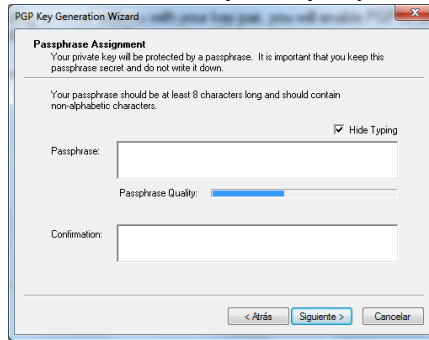 PGP Key Generation Wizard
Passphrase Assignment
Your private key will be protected by a passphrase. It is important that you keep this
passphrase secret and do not write it down.
Your passphrase should be at least 8 characters long and should contain
non-alphabetic characters.
Hide Typing
Passphrase:
Passphrase Quality:
Confirmation:
< Atrás
Siguiente >
Cancelar